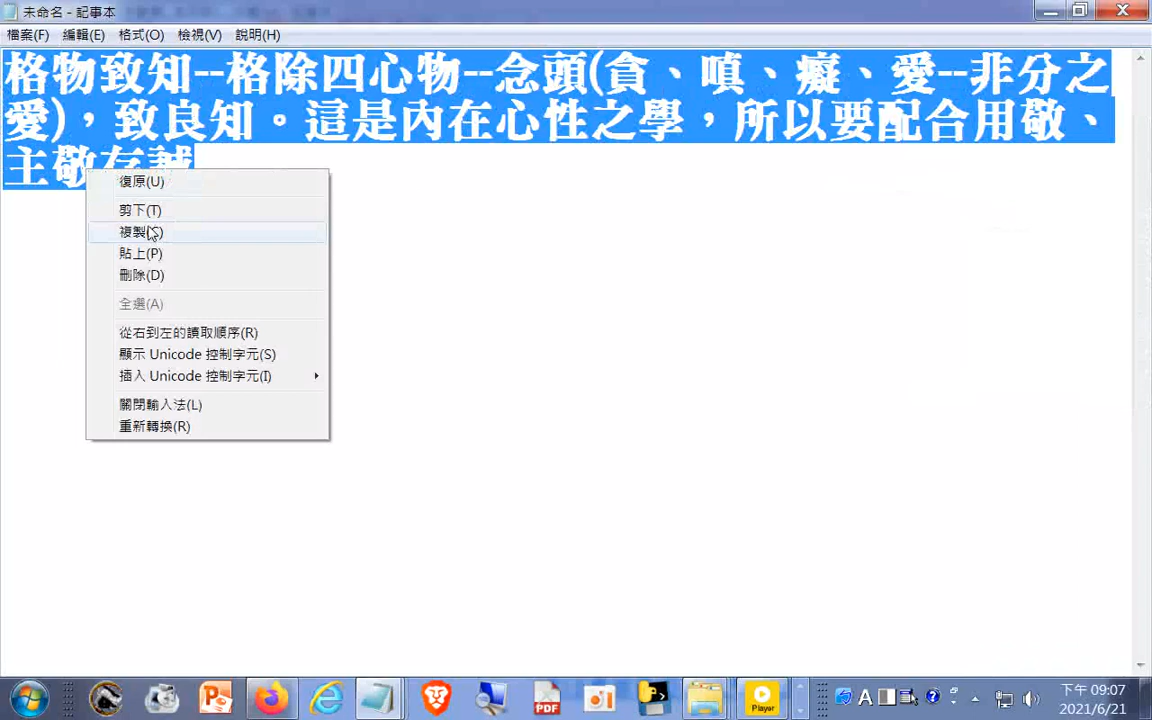 未命名 - 記事本
檔案(F) 編輯(E) 格式(O) 檢視(V) 說明(H)
格物致知--格除四心物--念頭(貪、嗔、癡、愛--非分之
愛)，致良知。這是內在心性之學，所以要配合用敬、
主敬存誠
復原(U)
剪下(T)
複製(C)
貼上(P)
刪除(D)
全選(A)
從右到左的讀取順序(R)
顯示 Unicode 控制字元(S)
插入 Unicode 控制字元(I)
關閉輸入法(L)
重新轉換(R)
PDF
Player
A
下午 09:07
2021/6/21